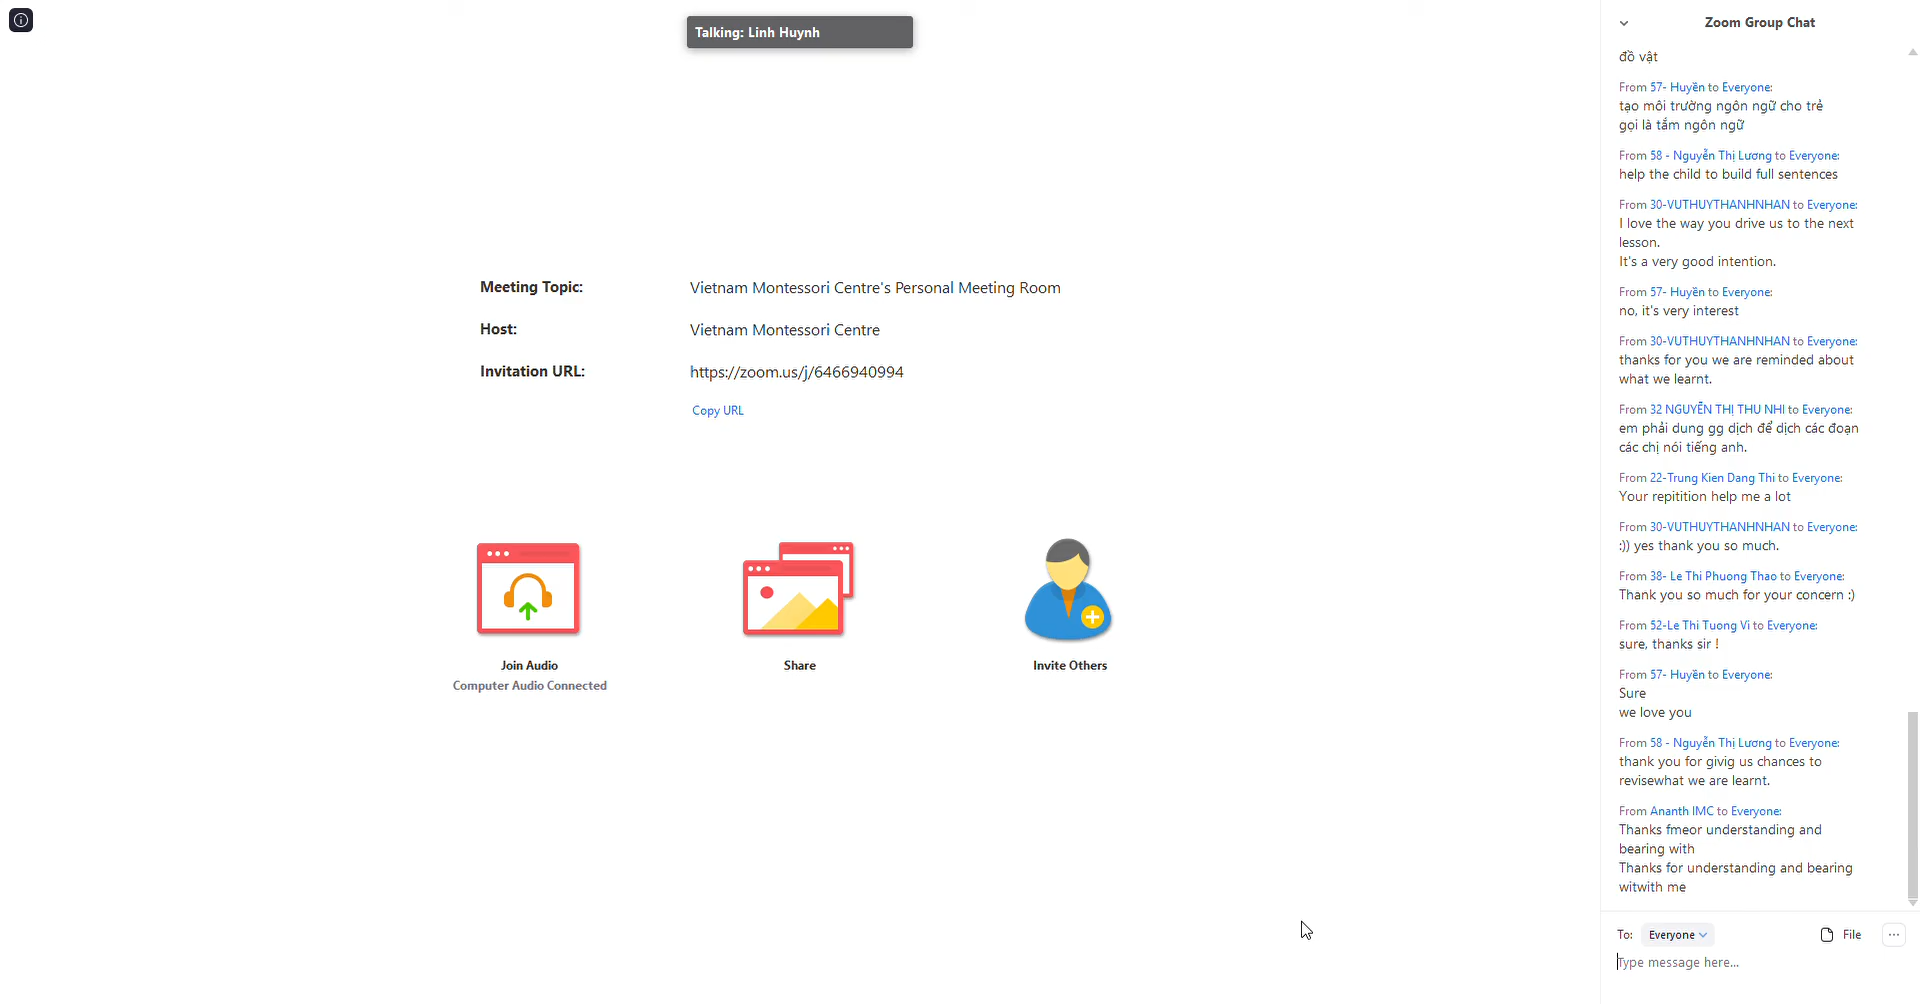 Talking: Linh Huynh
Meeting Topic: Vietnam Montessori Centre's Personal Meeting Room
Host: Vietnam Montessori Centre
Invitation URL: https://zoom.us/j/6466940994
Copy URL
Join Audio
Computer Audio Connected
Share
Invite Others
Zoom Group Chat
đồ vật
From 57- Huyền to Everyone:
tạo môi trường ngôn ngữ cho trẻ
gọi là tắm ngôn ngữ
From 58 - Nguyễn Thị Lương to Everyone:
help the child to build full sentences
From 30-VUTHUYTHANHNHAN to Everyone:
I love the way you drive us to the next
lesson.
It's a very good intention.
From 57- Huyền to Everyone:
no, it's very interest
From 30-VUTHUYTHANHNHAN to Everyone:
thanks for you we are reminded about
what we learnt.
From 32 NGUYỄN THỊ THU NHI to Everyone:
em phải dung gg dịch để dịch các đoạn
các chị nói tiếng anh.
From 22-Trung Kien Dang Thi to Everyone:
Your repitition help me a lot
From 30-VUTHUYTHANHNHAN to Everyone:
:)) yes thank you so much.
From 38- Le Thi Phuong Thao to Everyone:
Thank you so much for your concern :)
From 52-Le Thi Tuong Vi to Everyone:
sure, thanks sir !
From 57- Huyền to Everyone:
Sure
we love you
From 58 - Nguyễn Thị Lương to Everyone:
thank you for givig us chances to
revisewhat we are learnt.
From Ananth IMC to Everyone:
Thanks fmeor understanding and
bearing with
Thanks for understanding and bearing
witwith me
To: Everyone File ...
Type message here...